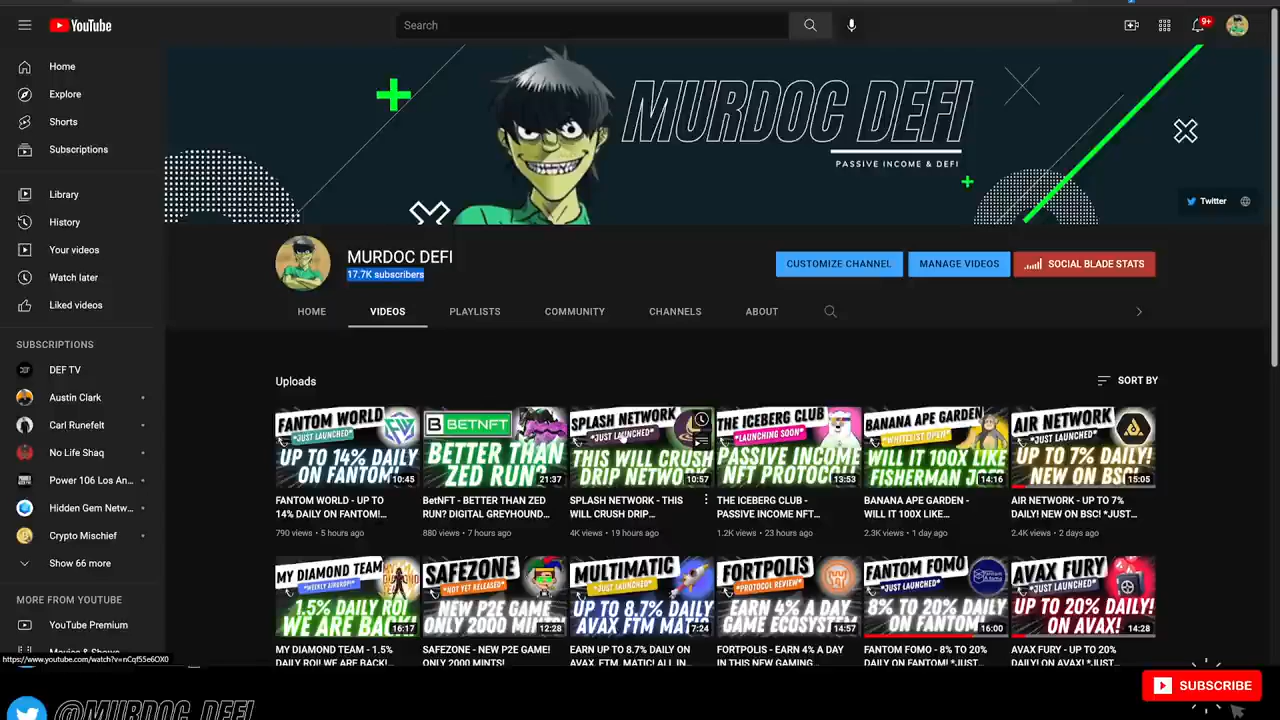 YouTube
Search
9+
Home
Explore
Shorts
Subscriptions
Library
History
Your videos
Watch later
Liked videos
SUBSCRIPTIONS
DEF TV
Austin Clark
Carl Runefelt
No Life Shaq
Power 106 Los An...
Hidden Gem Netw...
Crypto Mischief
Show 66 more
MORE FROM YOUTUBE
YouTube Premium
https://www.youtube.com/watch?v=nCqf55e6OX0
MURDOC DEFI
PASSIVE INCOME & DEFI
Twitter
MURDOC DEFI
17.7K subscribers
CUSTOMIZE CHANNEL
MANAGE VIDEOS
SOCIAL BLADE STATS
HOME
VIDEOS
PLAYLISTS
COMMUNITY
CHANNELS
ABOUT
Uploads
SORT BY
FANTOM WORLD
*JUST LAUNCHED*
UP TO 14% DAILY
ON FANTOM!
10:45
FANTOM WORLD - UP TO
14% DAILY ON FANTOM!...
790 views • 5 hours ago
BETNFT
BETTER THAN
ZED RUN?
21:37
BetNFT - BETTER THAN ZED
RUN? DIGITAL GREYHOUND...
880 views • 7 hours ago
SPLASH NETWORK
*JUST LAUNCHED*
THIS WILL CRUSH
DRIP NETWORK
10:57
SPLASH NETWORK - THIS
WILL CRUSH DRIP...
4K views • 19 hours ago
THE ICEBERG CLUB
*LAUNCHING SOON*
PASSIVE INCOME
NFT PROTOCOL
13:53
THE ICEBERG CLUB -
PASSIVE INCOME NFT...
1.2K views • 23 hours ago
BANANA APE GARDEN
*WHITELIST OPEN*
WILL IT 100X LIKE
FISHERMAN
14:16
BANANA APE GARDEN -
WILL IT 100X LIKE...
2.3K views • 1 day ago
AIR NETWORK
*JUST LAUNCHED*
UP TO 7% DAILY!
NEW ON BSC!
15:05
AIR NETWORK - UP TO 7%
DAILY! NEW ON BSC! *JUST...
2.4K views • 2 days ago
MY DIAMOND TEAM
*WEEKLY AIRDROP!*
1.5% DAILY ROI
WE ARE BACK!
16:17
MY DIAMOND TEAM - 1.5%
DAILY ROI! WE ARE BACK!
SAFEZONE
*NOT YET RELEASED*
NEW P2E GAME
ONLY 2000 MINTS!
12:28
SAFEZONE - NEW P2E GAME!
ONLY 2000 MINTS!
MULTIMATIC
*JUST LAUNCHED*
UP TO 8.7% DAILY
AVAX FTM MATIC
7:24
EARN UP TO 8.7% DAILY ON
AVAX, FTM, MATIC! ALL IN
FORTPOLIS
*PROTOCOL REVIEW*
EARN 4% A DAY
GAME ECOSYSTEM
14:57
FORTPOLIS - EARN 4% A DAY
IN THIS NEW GAMING
FANTOM FOMO
*JUST LAUNCHED*
8% TO 20% DAILY
ON FANTOM!
16:00
FANTOM FOMO - 8% TO 20%
DAILY ON FANTOM! *JUST
AVAX FURY
*JUST LAUNCHED*
UP TO 20% DAILY!
ON AVAX!
14:28
AVAX FURY - UP TO 20%
DAILY! ON AVAX! *JUST
@MURDOC_DEFI
SUBSCRIBE